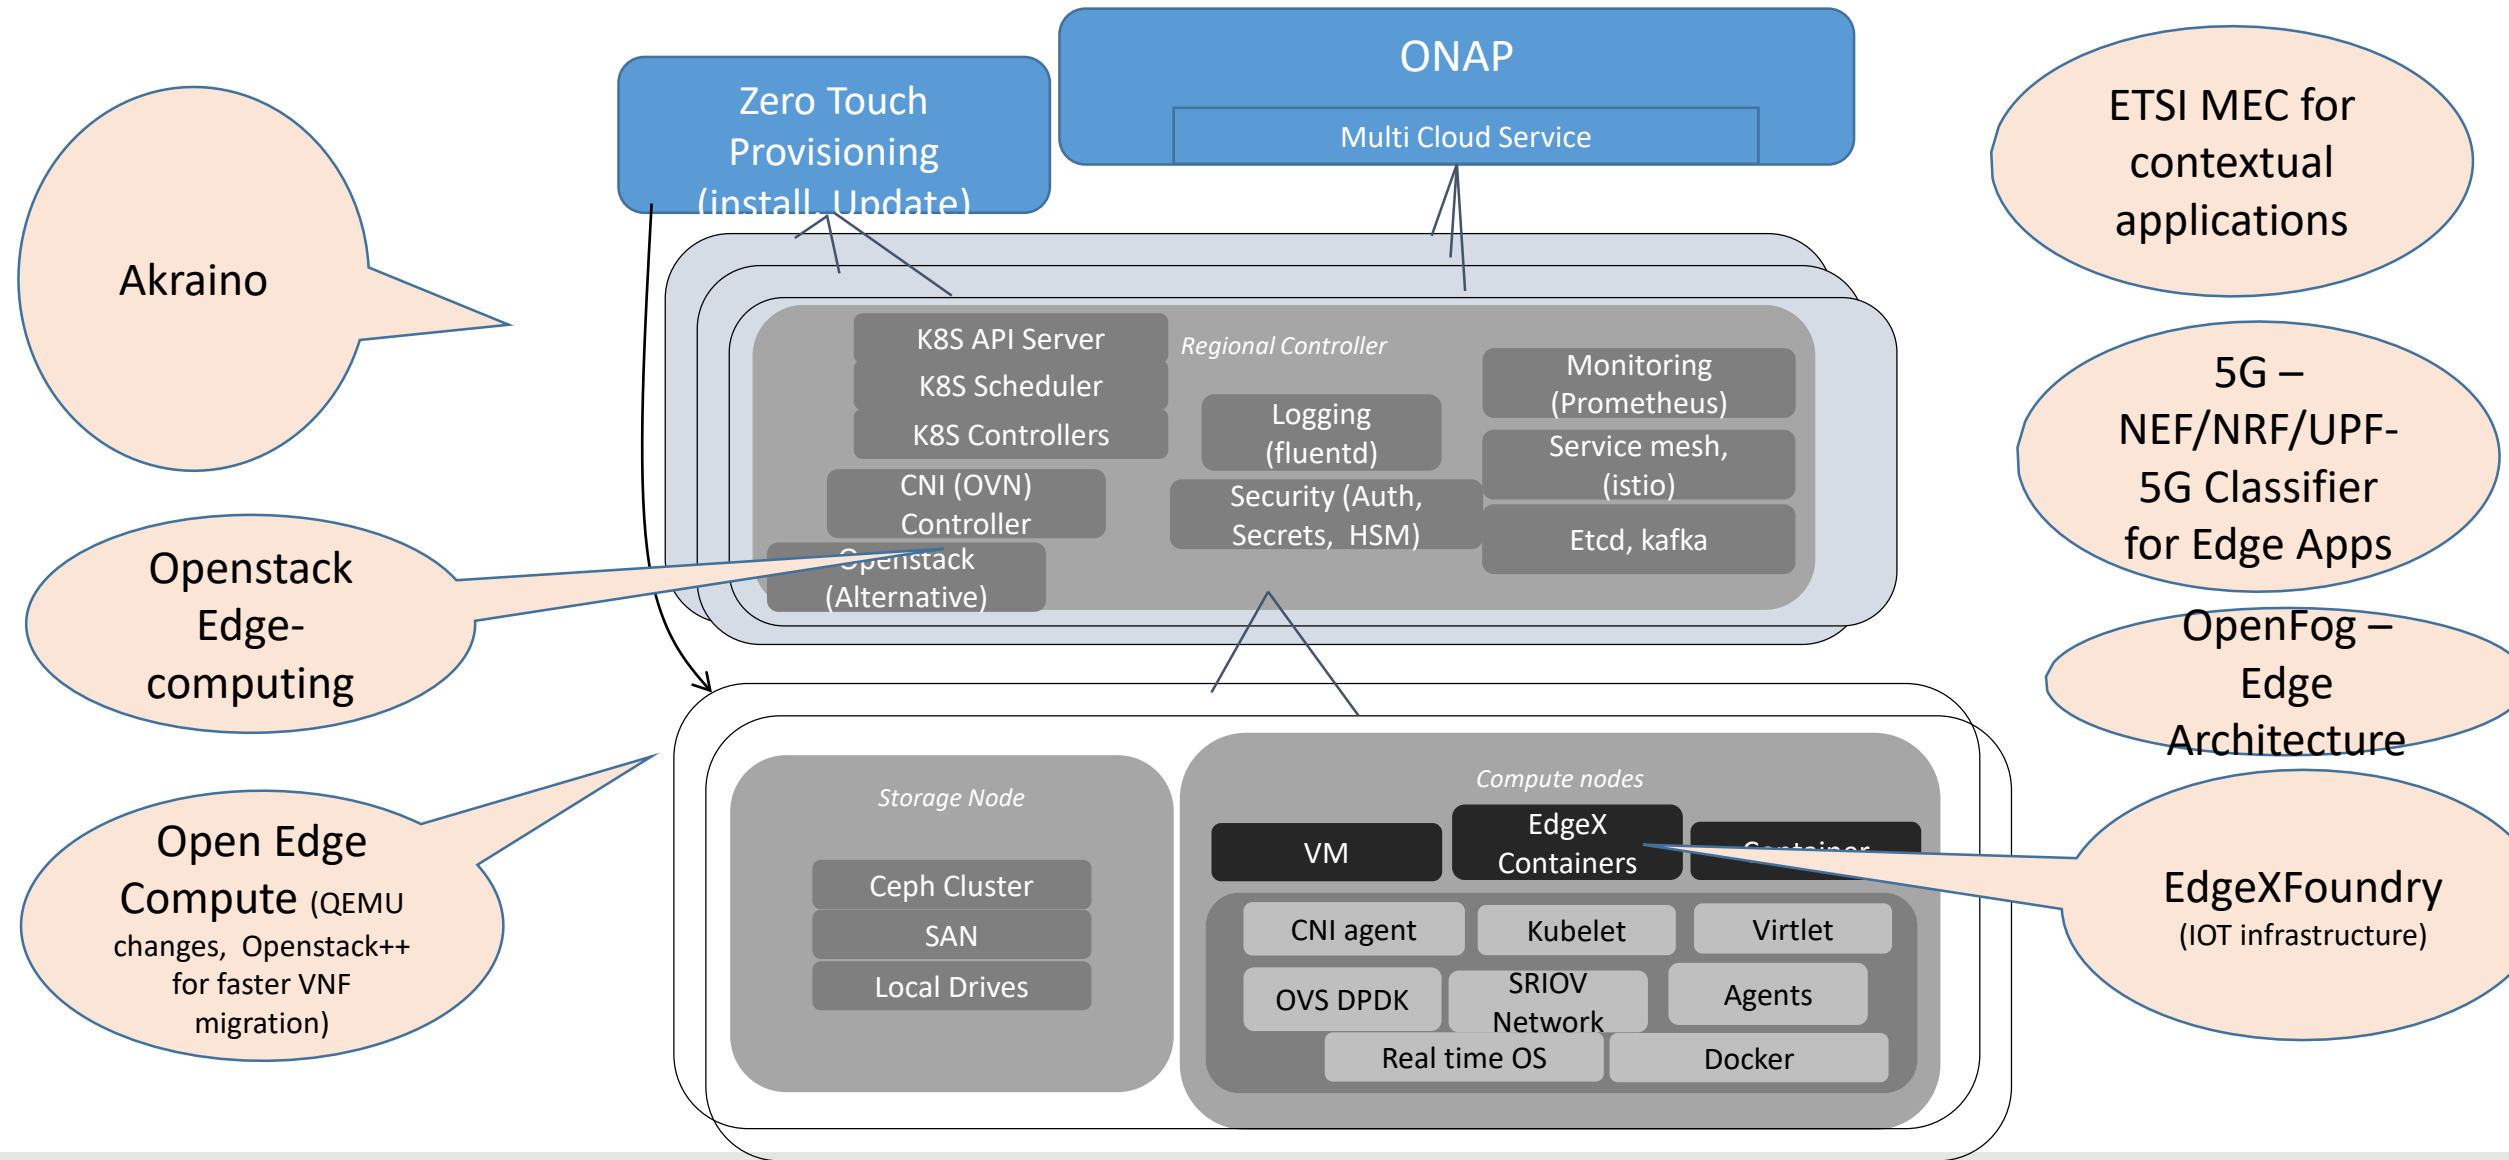 ONAP
Multi Cloud Service
Zero Touch
Provisioning
(install, Update)
Akraino
ETSI MEC for
contextual
applications
Regional Controller
K8S API Server
K8S Scheduler
K8S Controllers
CNI (OVN)
Controller
Openstack
(Alternative)
Logging
(fluentd)
Security (Auth,
Secrets, HSM)
Monitoring
(Prometheus)
Service mesh,
(istio)
Etcd, kafka
5G –
NEF/NRF/UPF-
5G Classifier
for Edge Apps
Openstack
Edge-
computing
OpenFog –
Edge
Architecture
Open Edge
Compute (QEMU
changes, Openstack++
for faster VNF
migration)
Storage Node
Ceph Cluster
SAN
Local Drives
Compute nodes
VM
EdgeX
Containers
Container
CNI agent
Kubelet
Virtlet
OVS DPDK
SRIOV
Network
Agents
Real time OS
Docker
EdgeXFoundry
(IOT infrastructure)